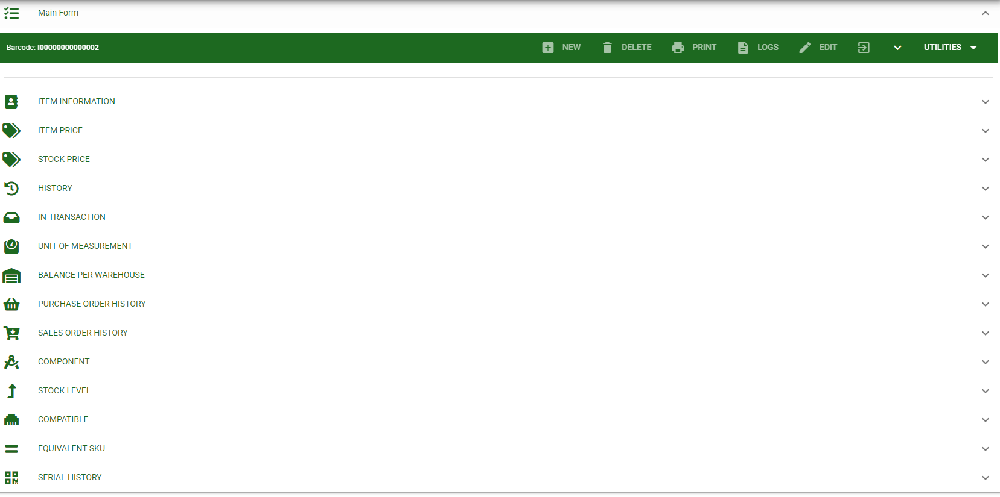 Main Form
Barcode: I00000000000002 NEW DELETE PRINT LOGS EDIT UTILITIES
ITEM INFORMATION
ITEM PRICE
STOCK PRICE
HISTORY
IN-TRANSACTION
UNIT OF MEASUREMENT
BALANCE PER WAREHOUSE
PURCHASE ORDER HISTORY
SALES ORDER HISTORY
COMPONENT
STOCK LEVEL
COMPATIBLE
EQUIVALENT SKU
SERIAL HISTORY